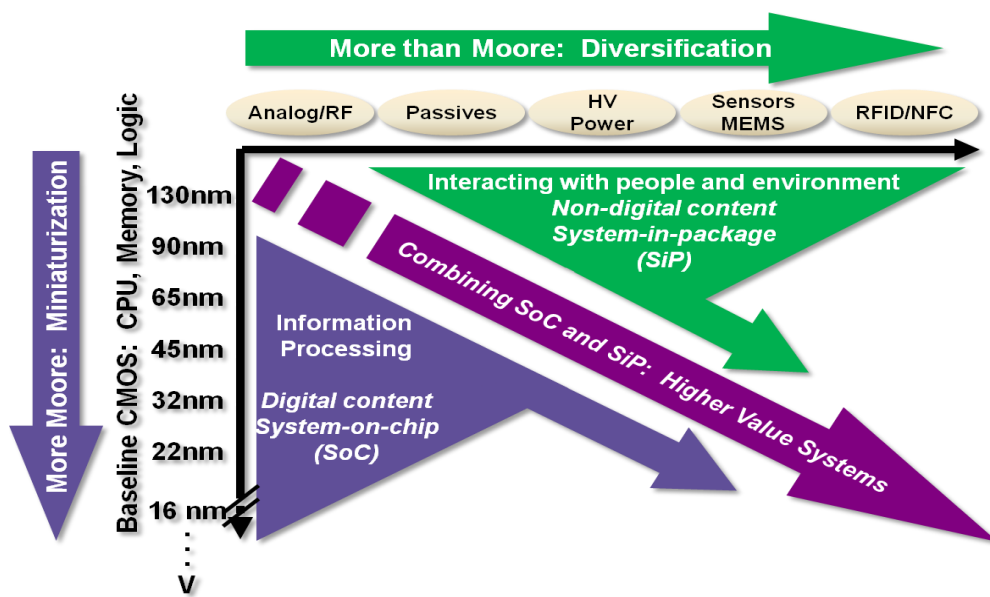 More than Moore: Diversification
Analog/RF
Passives
HV
Power
Sensors
MEMS
RFID/NFC
More Moore: Miniaturization
Baseline CMOS: CPU, Memory, Logic
130nm
90nm
65nm
45nm
32nm
22nm
16 nm
V
Interacting with people and environment
Non-digital content
System-in-package
(SiP)
Combining SoC and SiP: Higher Value Systems
Information
Processing
Digital content
System-on-chip
(SoC)